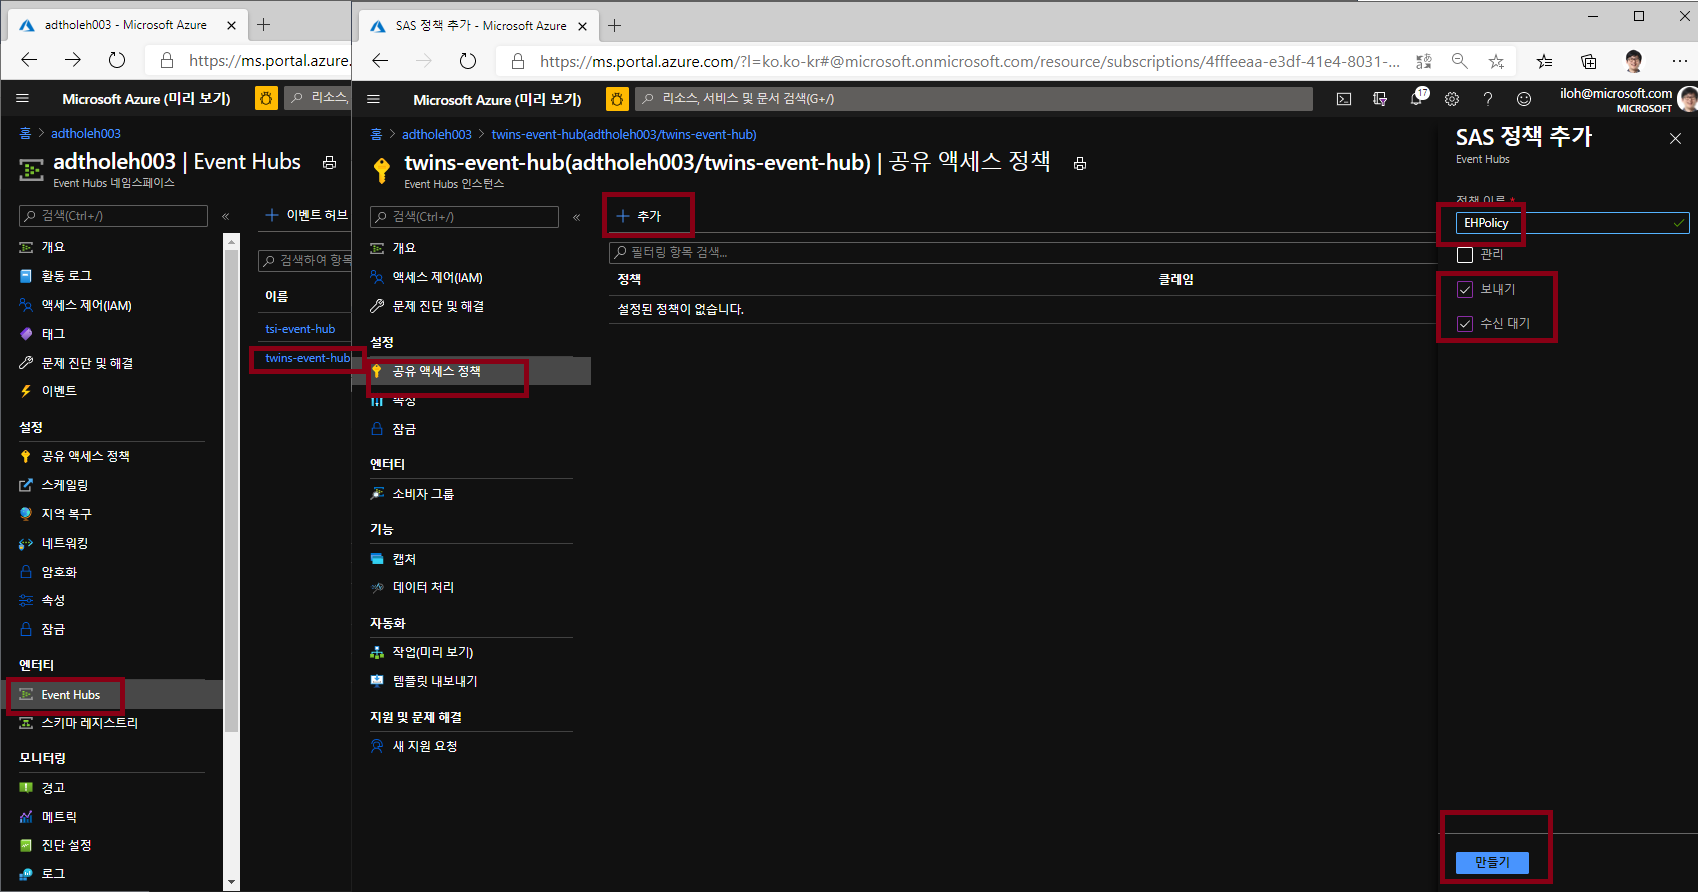 adtholeh003 - Microsoft Azure
https://ms.portal.azure.
Microsoft Azure (미리 보기)
리소스,
홈 > adtholeh003
adtholeh003 | Event Hubs
Event Hubs 네임스페이스
검색(Ctrl+/)
«
개요
활동 로그
액세스 제어(IAM)
태그
문제 진단 및 해결
이벤트
설정
공유 액세스 정책
스케일링
지역 복구
네트워킹
암호화
속성
잠금
엔터티
Event Hubs
스키마 레지스트리
모니터링
경고
메트릭
진단 설정
로그
+ 이벤트 허브
검색하여 항목
이름
tsi-event-hub
twins-event-hub
SAS 정책 추가 - Microsoft Azure
https://ms.portal.azure.com/?l=ko.ko-kr#@microsoft.onmicrosoft.com/resource/subscriptions/4fffeeaa-e3df-41e4-8031-...
Microsoft Azure (미리 보기)
리소스, 서비스 및 문서 검색(G+/)
17
iloh@microsoft.com
MICROSOFT
홈 > adtholeh003 > twins-event-hub(adtholeh003/twins-event-hub)
twins-event-hub(adtholeh003/twins-event-hub) | 공유 액세스 정책
Event Hubs 인스턴스
검색(Ctrl+/)
«
개요
액세스 제어(IAM)
문제 진단 및 해결
설정
공유 액세스 정책
속성
잠금
엔터티
소비자 그룹
기능
캡처
데이터 처리
자동화
작업(미리 보기)
템플릿 내보내기
지원 및 문제 해결
새 지원 요청
+ 추가
필터링 항목 검색...
정책 클레임
설정된 정책이 없습니다.
SAS 정책 추가
Event Hubs
정책 이름 *
EHPolicy
관리
보내기
수신 대기
만들기